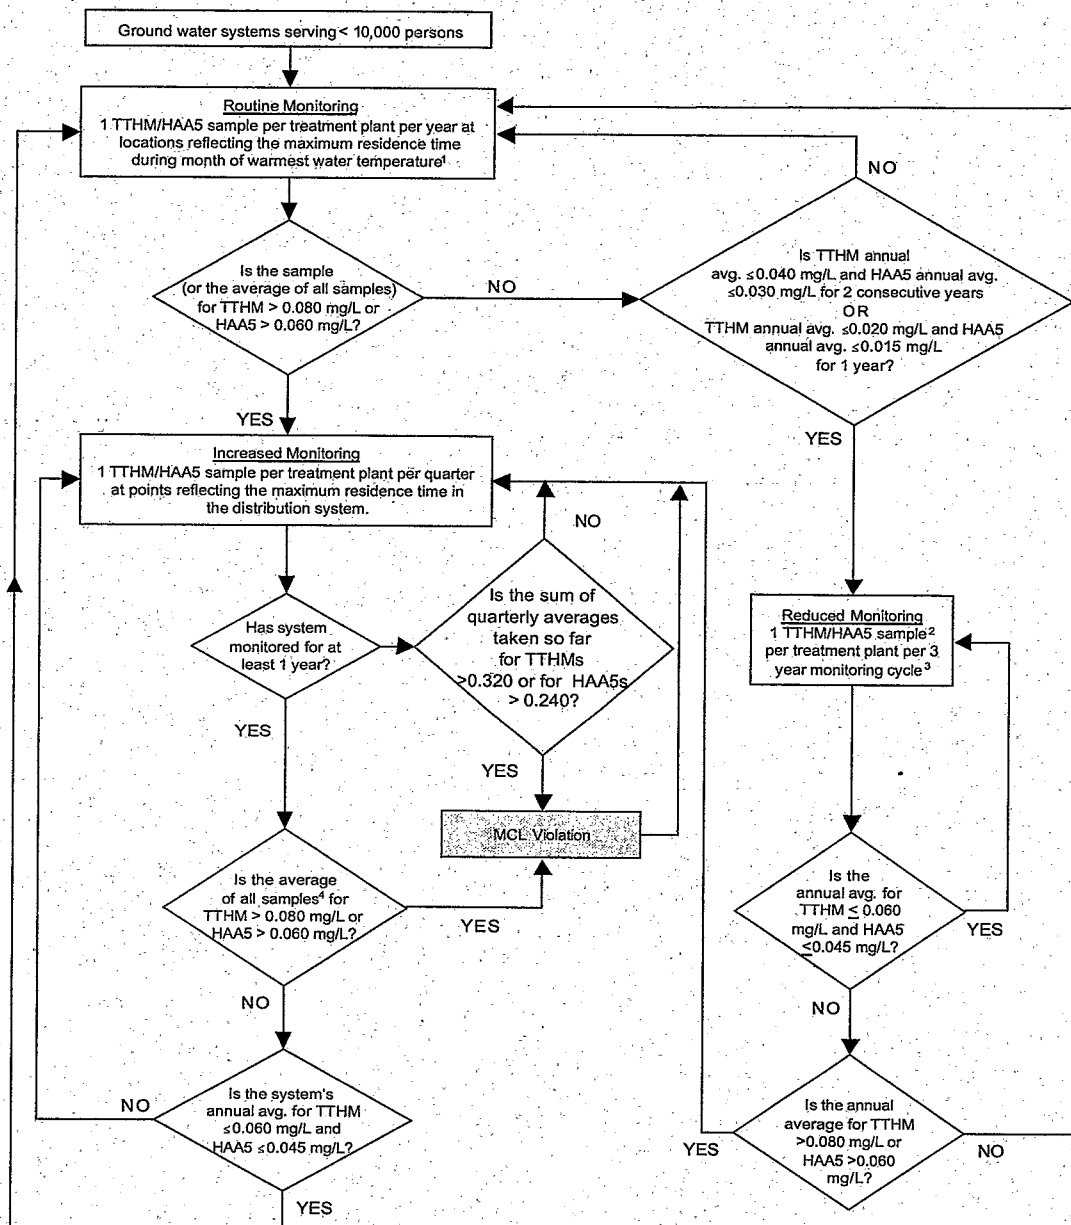 Ground water systems serving < 10,000 persons
Routine Monitoring
1 TTHM/HAA5 sample per treatment plant per year at
locations reflecting the maximum residence time
during month of warmest water temperature¹
NO
Is the sample
(or the average of all samples)
for TTHM > 0.080 mg/L or
HAA5 > 0.060 mg/L?
NO
Is TTHM annual
avg. ≤0.040 mg/L and HAA5 annual avg.
≤0.030 mg/L for 2 consecutive years
OR
TTHM annual avg. ≤0.020 mg/L and HAA5
annual avg. ≤0.015 mg/L
for 1 year?
YES
YES
Increased Monitoring
1 TTHM/HAA5 sample per treatment plant per quarter
at points reflecting the maximum residence time in
the distribution system.
NO
Has system
monitored for at
least 1 year?
Is the sum of
quarterly averages
taken so far
for TTHMs
>0.320 or for HAA5s
> 0.240?
Reduced Monitoring
1 TTHM/HAA5 sample²
per treatment plant per 3
year monitoring cycle³
YES
YES
MCL Violation
Is the average
of all samples⁴ for
TTHM > 0.080 mg/L or
HAA5 > 0.060 mg/L?
YES
Is the
annual avg. for
TTHM ≤ 0.060
mg/L and HAA5
≤0.045 mg/L?
YES
NO
NO
Is the system's
annual avg. for TTHM
≤0.060 mg/L and
HAA5 ≤0.045 mg/L?
NO
YES
Is the annual
average for TTHM
>0.080 mg/L or
HAA5 >0.060
mg/L?
YES
NO